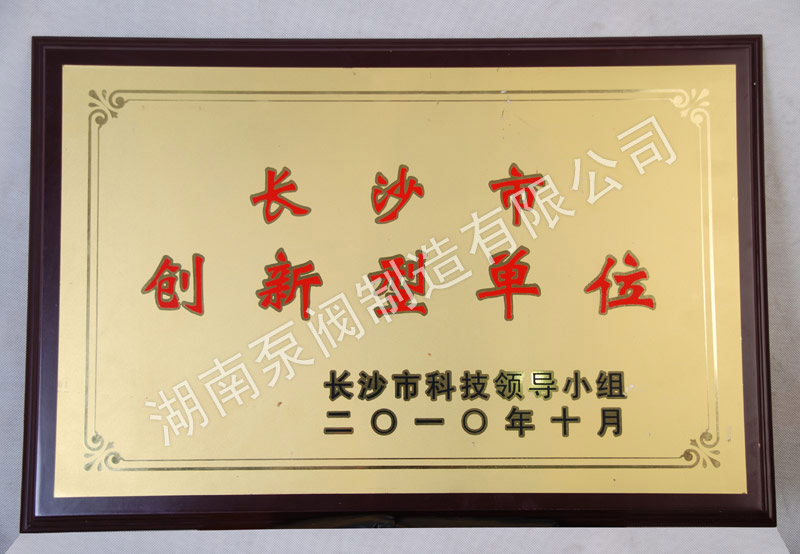 长沙市
创新型单位
长沙市科技领导小组
二〇一〇年十月
湖南泵阀制造有限公司